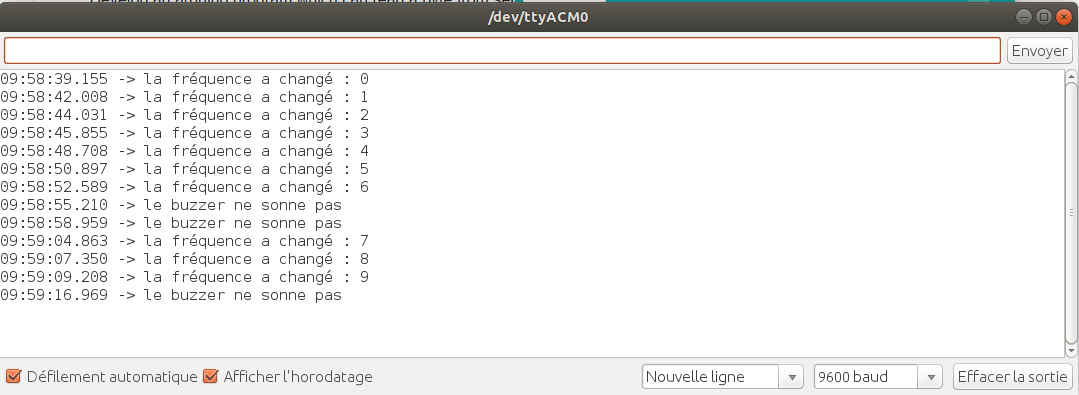 /dev/ttyACM0
Envoyer
09:58:39.155 -> la fréquence a changé : 0
09:58:42.008 -> la fréquence a changé : 1
09:58:44.031 -> la fréquence a changé : 2
09:58:45.855 -> la fréquence a changé : 3
09:58:48.708 -> la fréquence a changé : 4
09:58:50.897 -> la fréquence a changé : 5
09:58:52.589 -> la fréquence a changé : 6
09:58:55.210 -> le buzzer ne sonne pas
09:58:58.959 -> le buzzer ne sonne pas
09:59:04.863 -> la fréquence a changé : 7
09:59:07.350 -> la fréquence a changé : 8
09:59:09.208 -> la fréquence a changé : 9
09:59:16.969 -> le buzzer ne sonne pas
Défilement automatique Afficher l'horodatage Nouvelle ligne 9600 baud Effacer la sortie